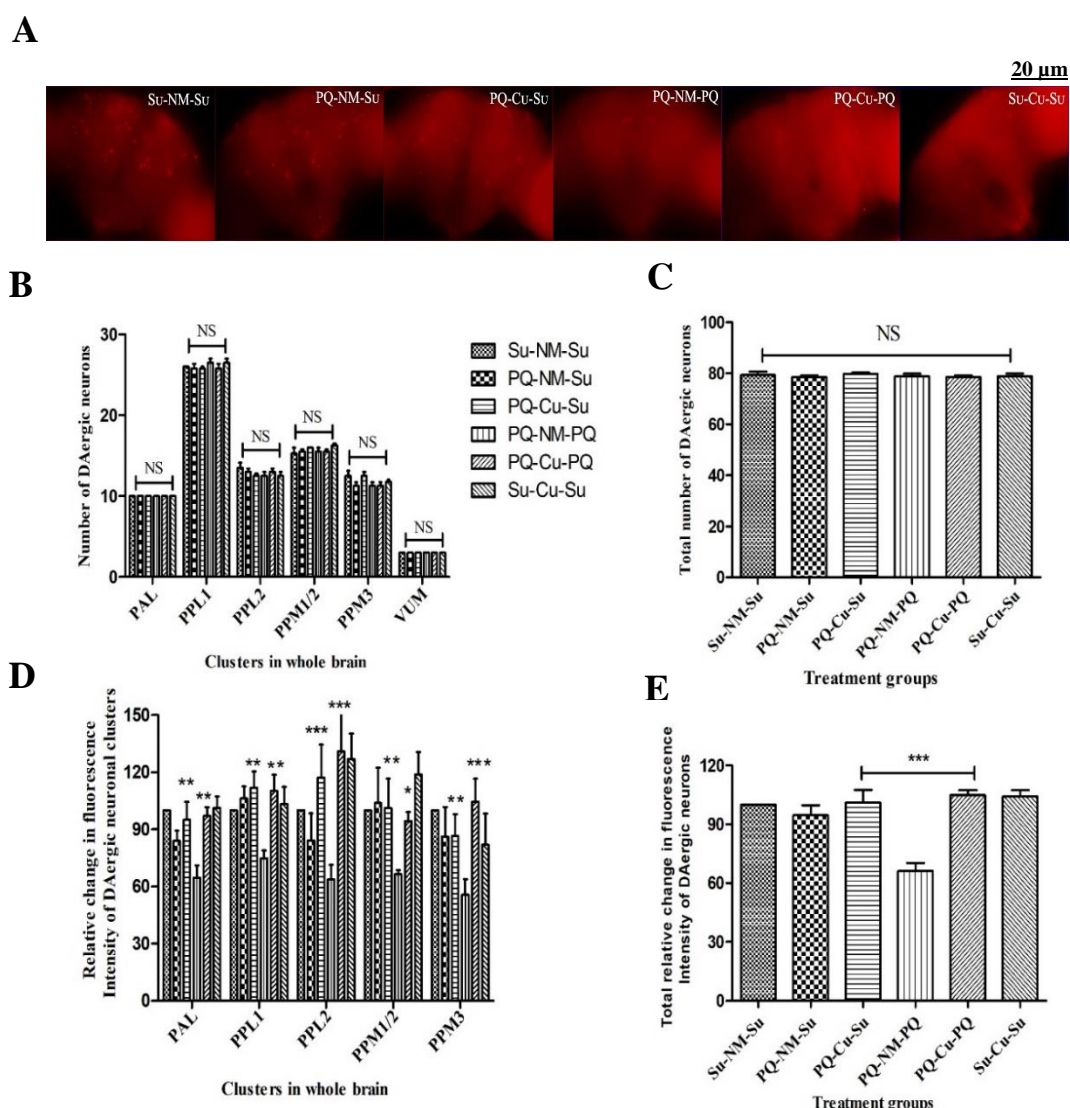 A
20 µm
Su-NM-Su PQ-NM-Su PQ-Cu-Su PQ-NM-PQ PQ-Cu-PQ Su-Cu-Su
B
Number of DAergic neurons
30
20
10
0
NS NS NS NS NS NS
PAL PPL1 PPL2 PPM1/2 PPM3 VUM
Clusters in whole brain
Su-NM-Su
PQ-NM-Su
PQ-Cu-Su
PQ-NM-PQ
PQ-Cu-PQ
Su-Cu-Su
C
Total number of DAergic neurons
100
80
60
40
20
0
NS
Su-NM-Su PQ-NM-Su PQ-Cu-Su PQ-NM-PQ PQ-Cu-PQ Su-Cu-Su
Treatment groups
D
Relative change in fluorescence
Intensity of DAergic neuronal clusters
150
120
90
60
30
0
** ** ** ** *** *** ** * ** ***
PAL PPL1 PPL2 PPM1/2 PPM3
Clusters in whole brain
E
Total relative change in fluorescence
Intensity of DAergic neurons
120
90
60
30
0
***
Su-NM-Su PQ-NM-Su PQ-Cu-Su PQ-NM-PQ PQ-Cu-PQ Su-Cu-Su
Treatment groups